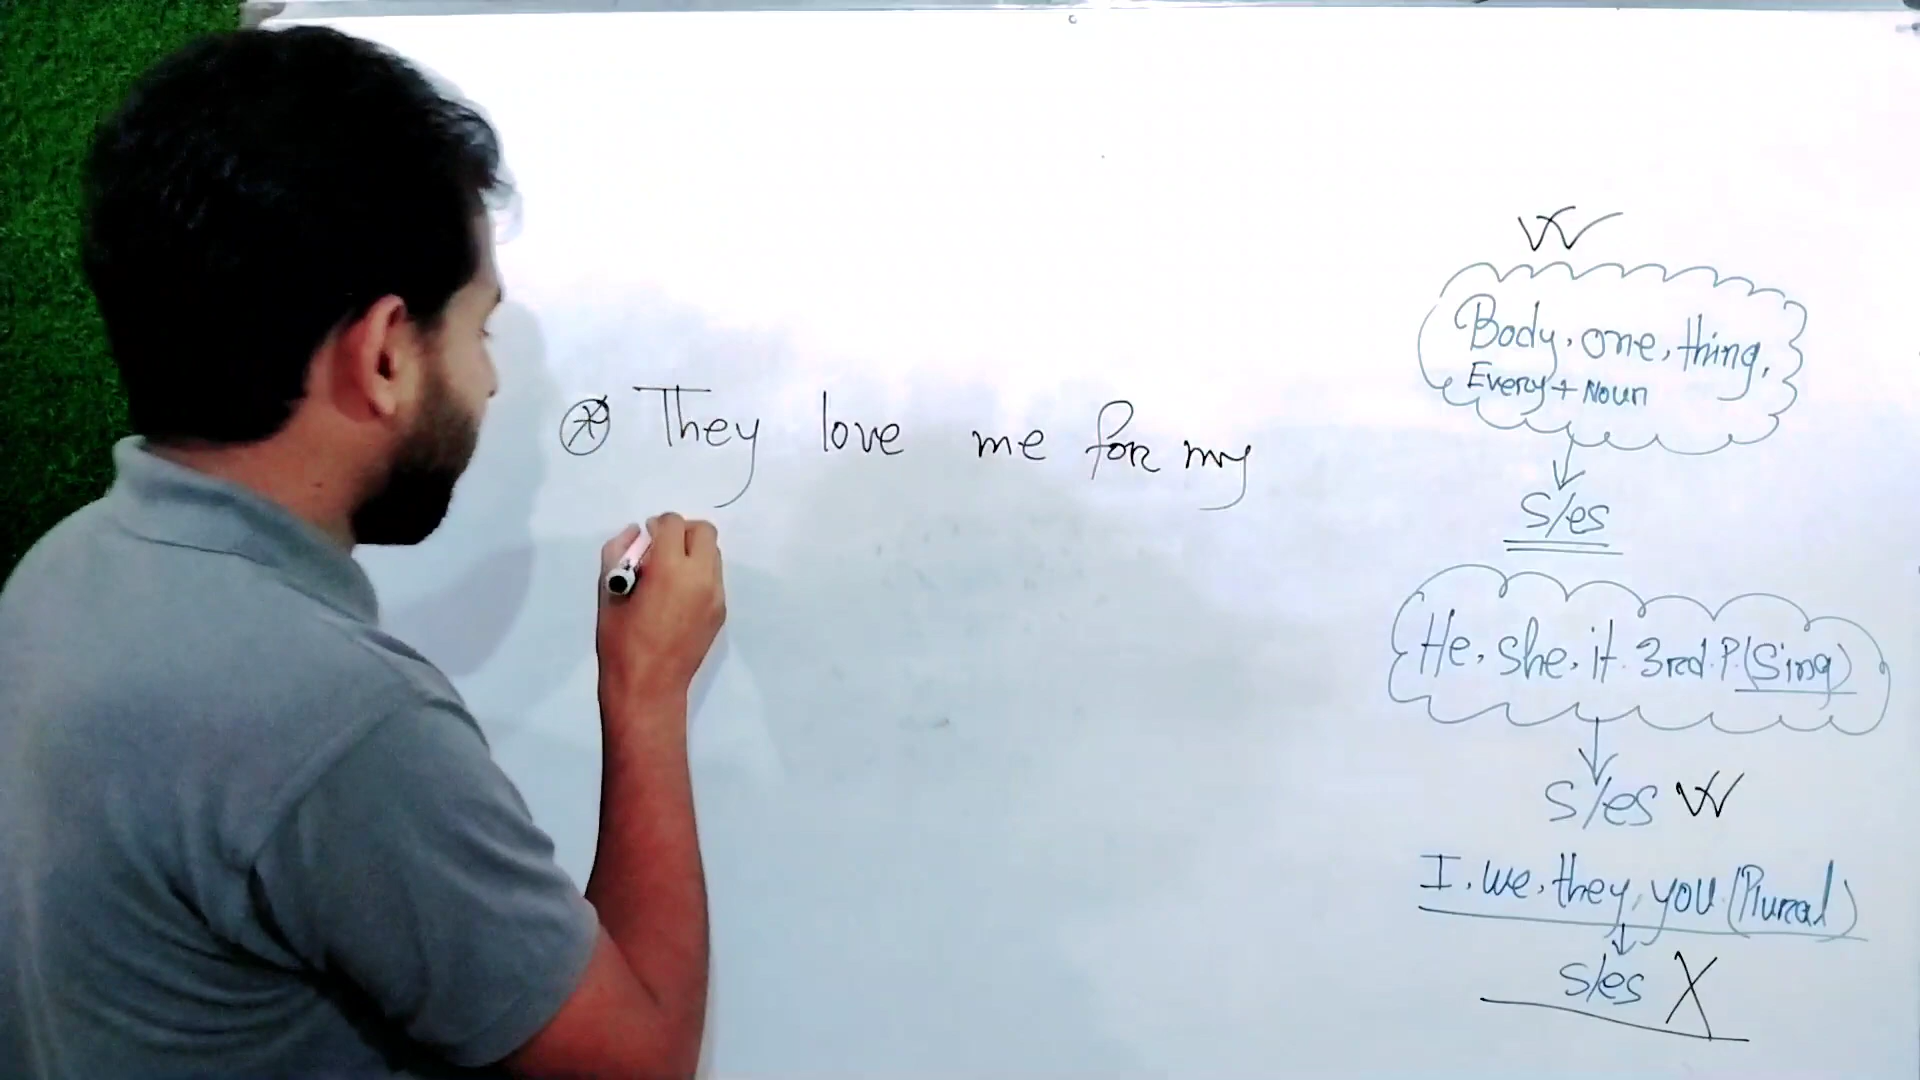 They love me for my
Body, one, thing,
Every + Noun
S/es
He, she, it. 3rd. P. (Sing)
S/es
I, we, they, you (Plural)
S/es X